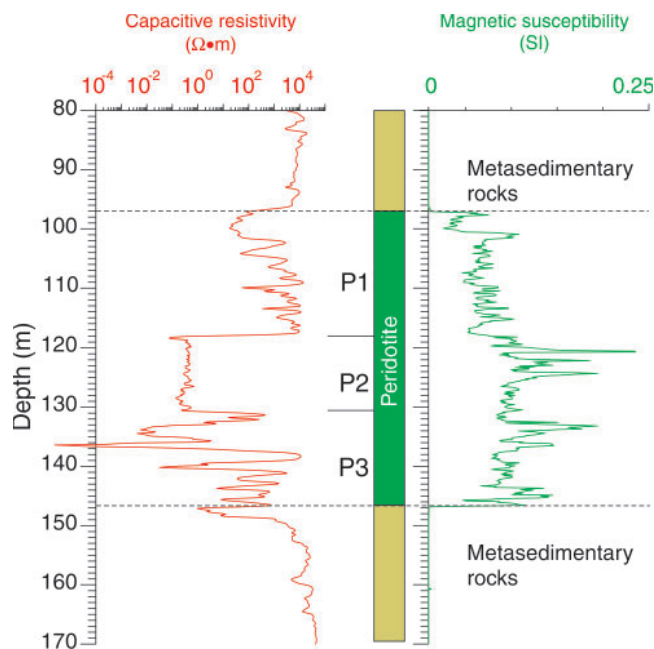 Capacitive resistivity
(Ω•m)
Magnetic susceptibility
(SI)
10⁻⁴ 10⁻² 10⁰ 10² 10⁴
0 0.25
80
90
100
110
120
130
140
150
160
170
Depth (m)
P1
P2
P3
Peridotite
Metasedimentary
rocks
Metasedimentary
rocks